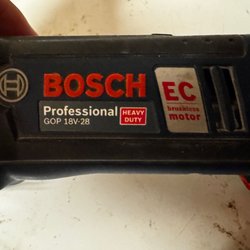 BOSCH
Professional HEAVY DUTY
GOP 18V-28
EC
brushless
motor